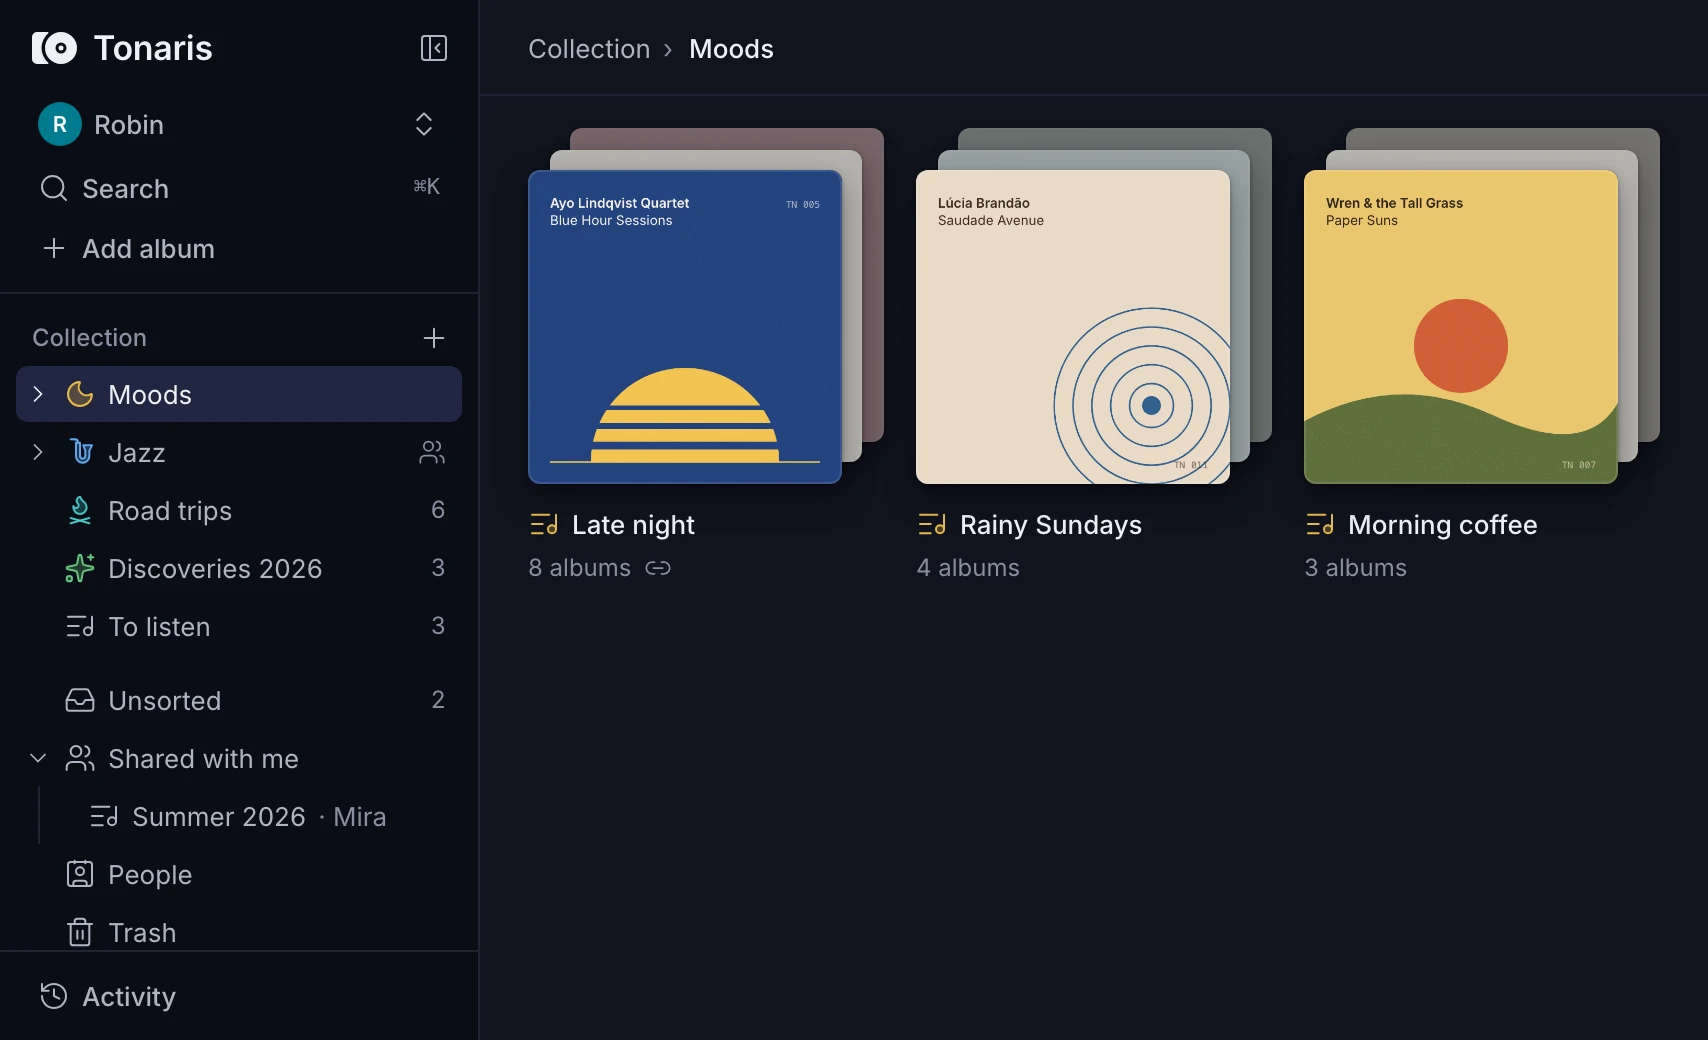 Tonaris
R Robin
Search ⌘K
Add album
Collection
Moods
Jazz
Road trips 6
Discoveries 2026 3
To listen 3
Unsorted 2
Shared with me
Summer 2026 · Mira
People
Trash
Activity
Collection › Moods
Ayo Lindqvist Quartet TN 005
Blue Hour Sessions
Late night
8 albums
Lúcia Brandão
Saudade Avenue
TN 011
Rainy Sundays
4 albums
Wren & the Tall Grass
Paper Suns
TN 007
Morning coffee
3 albums